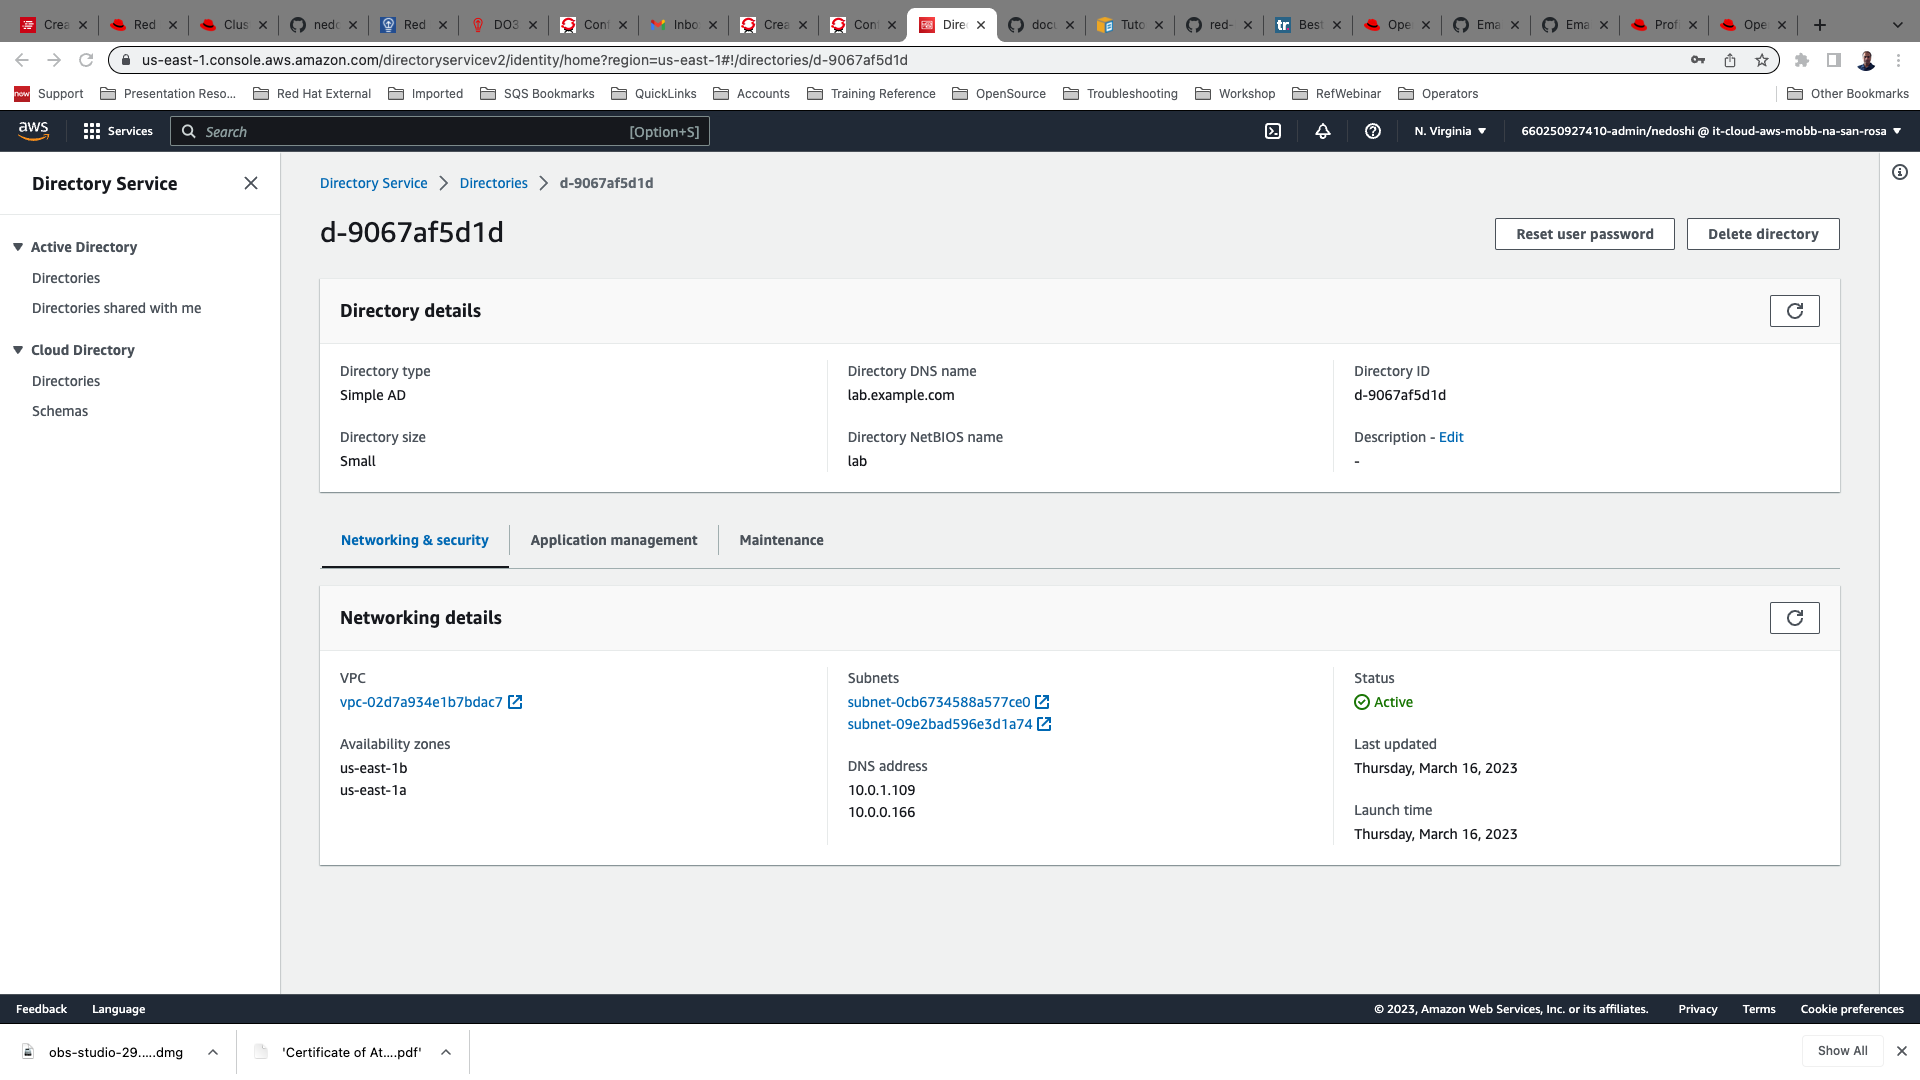 Crea
Red
Clus
nedo
Red
DO3
Conf
Inbo
Crea
Conf
Direc
docu
Tuto
red-
Best
Ope
Ema
Ema
Profi
Ope
us-east-1.console.aws.amazon.com/directoryservicev2/identity/home?region=us-east-1#!/directories/d-9067af5d1d
now Support
Presentation Reso...
Red Hat External
Imported
SQS Bookmarks
QuickLinks
Accounts
Training Reference
OpenSource
Troubleshooting
Workshop
RefWebinar
Operators
Other Bookmarks
aws
Services
Search
[Option+S]
N. Virginia
660250927410-admin/nedoshi @ it-cloud-aws-mobb-na-san-rosa
Directory Service
Active Directory
Directories
Directories shared with me
Cloud Directory
Directories
Schemas
Directory Service
Directories
d-9067af5d1d
d-9067af5d1d
Reset user password
Delete directory
Directory details
Directory type
Simple AD
Directory size
Small
Directory DNS name
lab.example.com
Directory NetBIOS name
lab
Directory ID
d-9067af5d1d
Description - Edit
-
Networking & security
Application management
Maintenance
Networking details
VPC
vpc-02d7a934e1b7bdac7
Availability zones
us-east-1b
us-east-1a
Subnets
subnet-0cb6734588a577ce0
subnet-09e2bad596e3d1a74
DNS address
10.0.1.109
10.0.0.166
Status
Active
Last updated
Thursday, March 16, 2023
Launch time
Thursday, March 16, 2023
Feedback
Language
© 2023, Amazon Web Services, Inc. or its affiliates.
Privacy
Terms
Cookie preferences
obs-studio-29.....dmg
'Certificate of At....pdf'
Show All